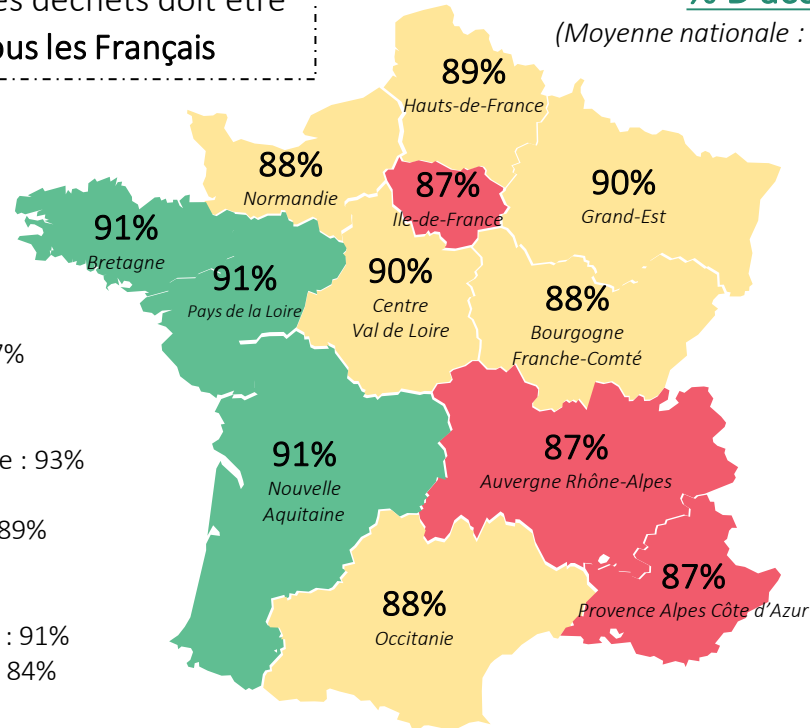 es déchets doit être
ous les Français
% D'acc
(Moyenne nationale :
89%
Hauts-de-France
88%
Normandie
87%
Ile-de-France
90%
Grand-Est
91%
Bretagne
91%
Pays de la Loire
90%
Centre
Val de Loire
88%
Bourgogne
Franche-Comté
7%
e : 93%
89%
: 91%
84%
91%
Nouvelle
Aquitaine
87%
Auvergne Rhône-Alpes
88%
Occitanie
87%
Provence Alpes Côte d'Azur